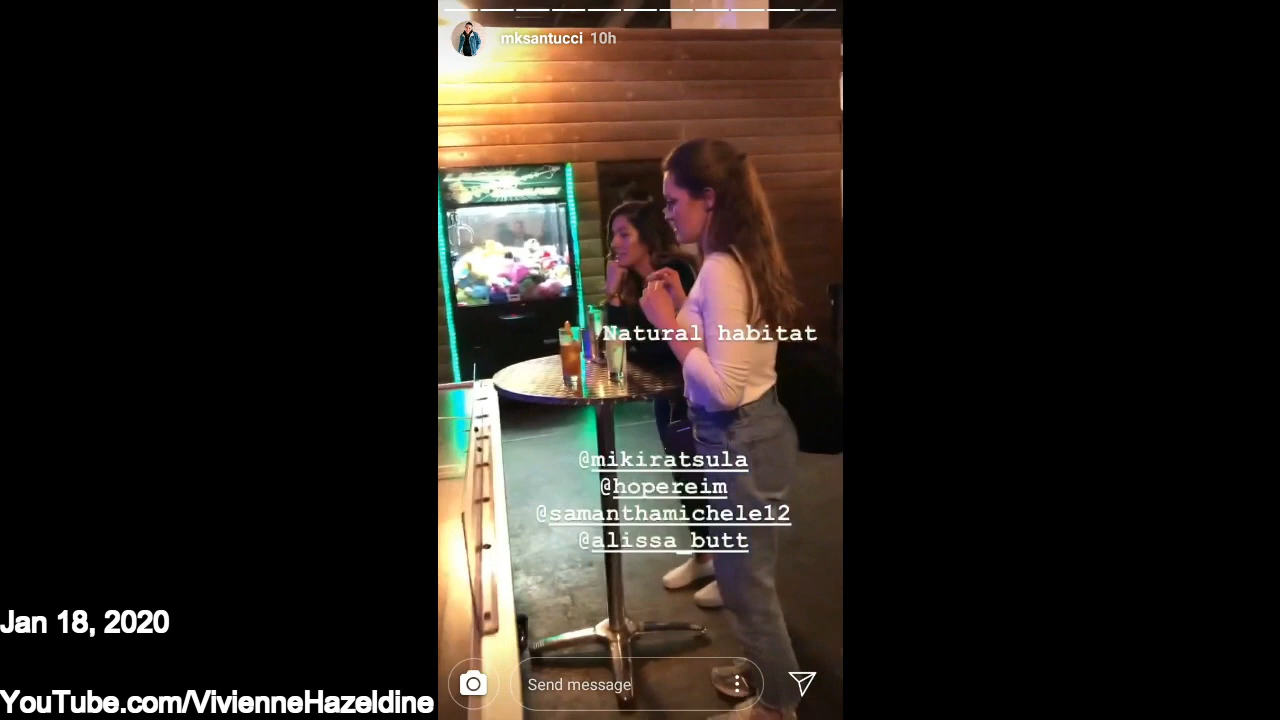 mksantucci 10h
Natural habitat
@mikiratsula
@hopereim
@samanthamichele12
@alissa_butt
Jan 18, 2020
Send message
YouTube.com/VivienneHazeldine